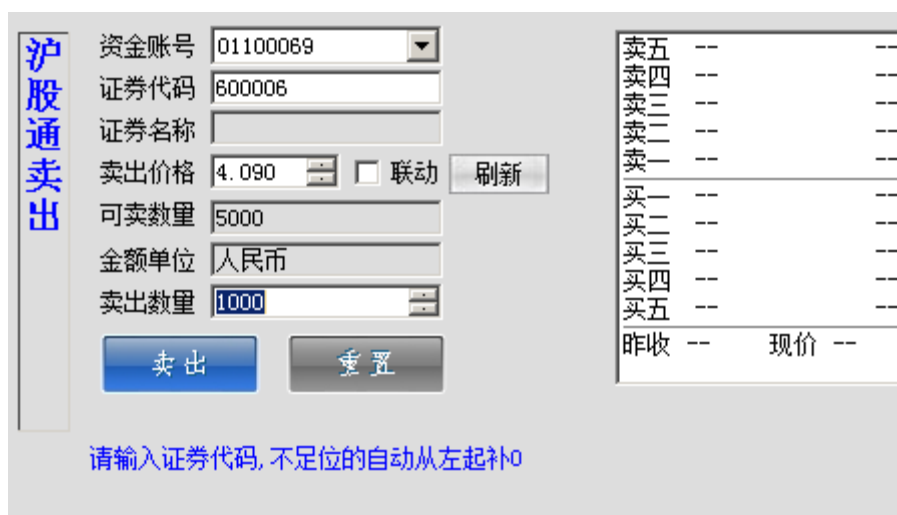 沪股通卖出
资金账号 01100069
证券代码 600006
证券名称
卖出价格 4.090 联动 刷新
可卖数量 5000
金额单位 人民币
卖出数量 1000
卖出 重置
请输入证券代码,不足位的自动从左起补0
卖五 -- --
卖四 -- --
卖三 -- --
卖二 -- --
卖一 -- --
买一 -- --
买二 -- --
买三 -- --
买四 -- --
买五 -- --
昨收 -- 现价 --